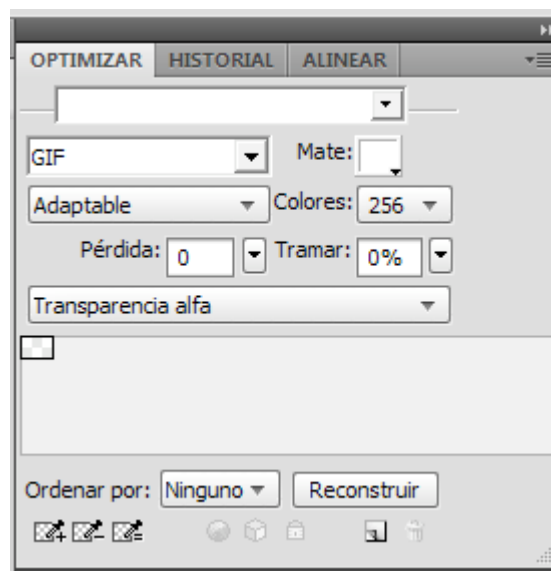 OPTIMIZAR HISTORIAL ALINEAR
GIF Mate:
Adaptable Colores: 256
Pérdida: 0 Tramar: 0%
Transparencia alfa
Ordenar por: Ninguno Reconstruir